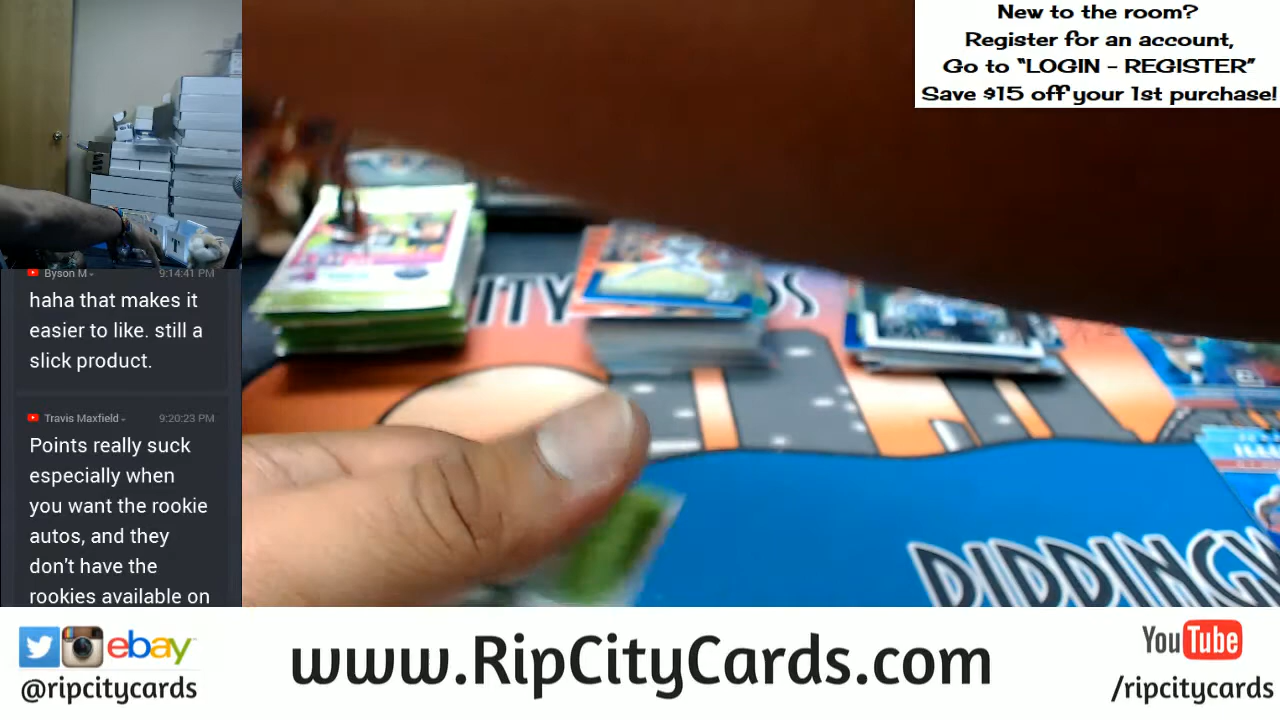 New to the room?
Register for an account,
Go to “LOGIN – REGISTER”
Save $15 off your 1st purchase!
Byson M
9:14:41 PM
haha that makes it
easier to like. still a
slick product.
Travis Maxfield
9:20:23 PM
Points really suck
especially when
you want the rookie
autos, and they
don't have the
rookies available on
ebay
@ripcitycards
www.RipCityCards.com
YouTube
/ripcitycards